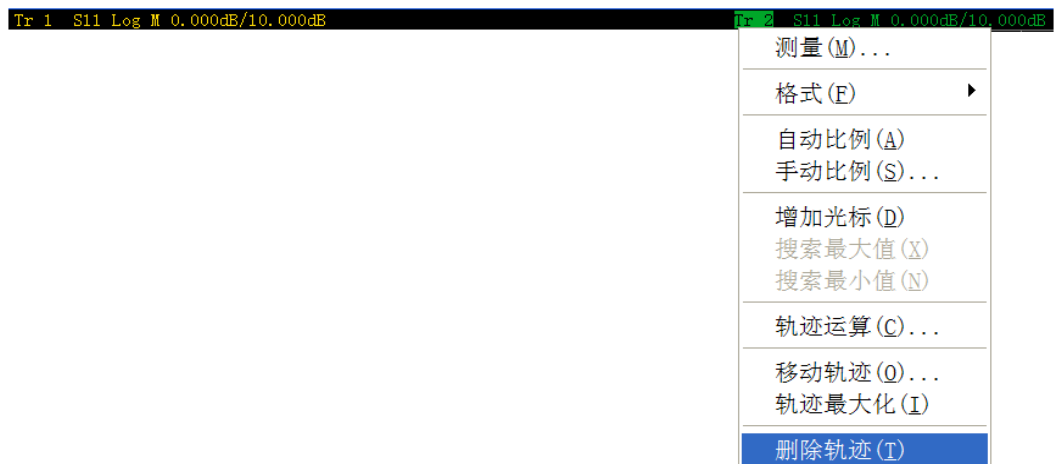 Tr 1 S11 Log M 0.000dB/10.000dB
Tr 2 S11 Log M 0.000dB/10.000dB
测量(M)...
格式(F)
自动比例(A)
手动比例(S)...
增加光标(D)
搜索最大值(X)
搜索最小值(N)
轨迹运算(C)...
移动轨迹(O)...
轨迹最大化(I)
删除轨迹(T)